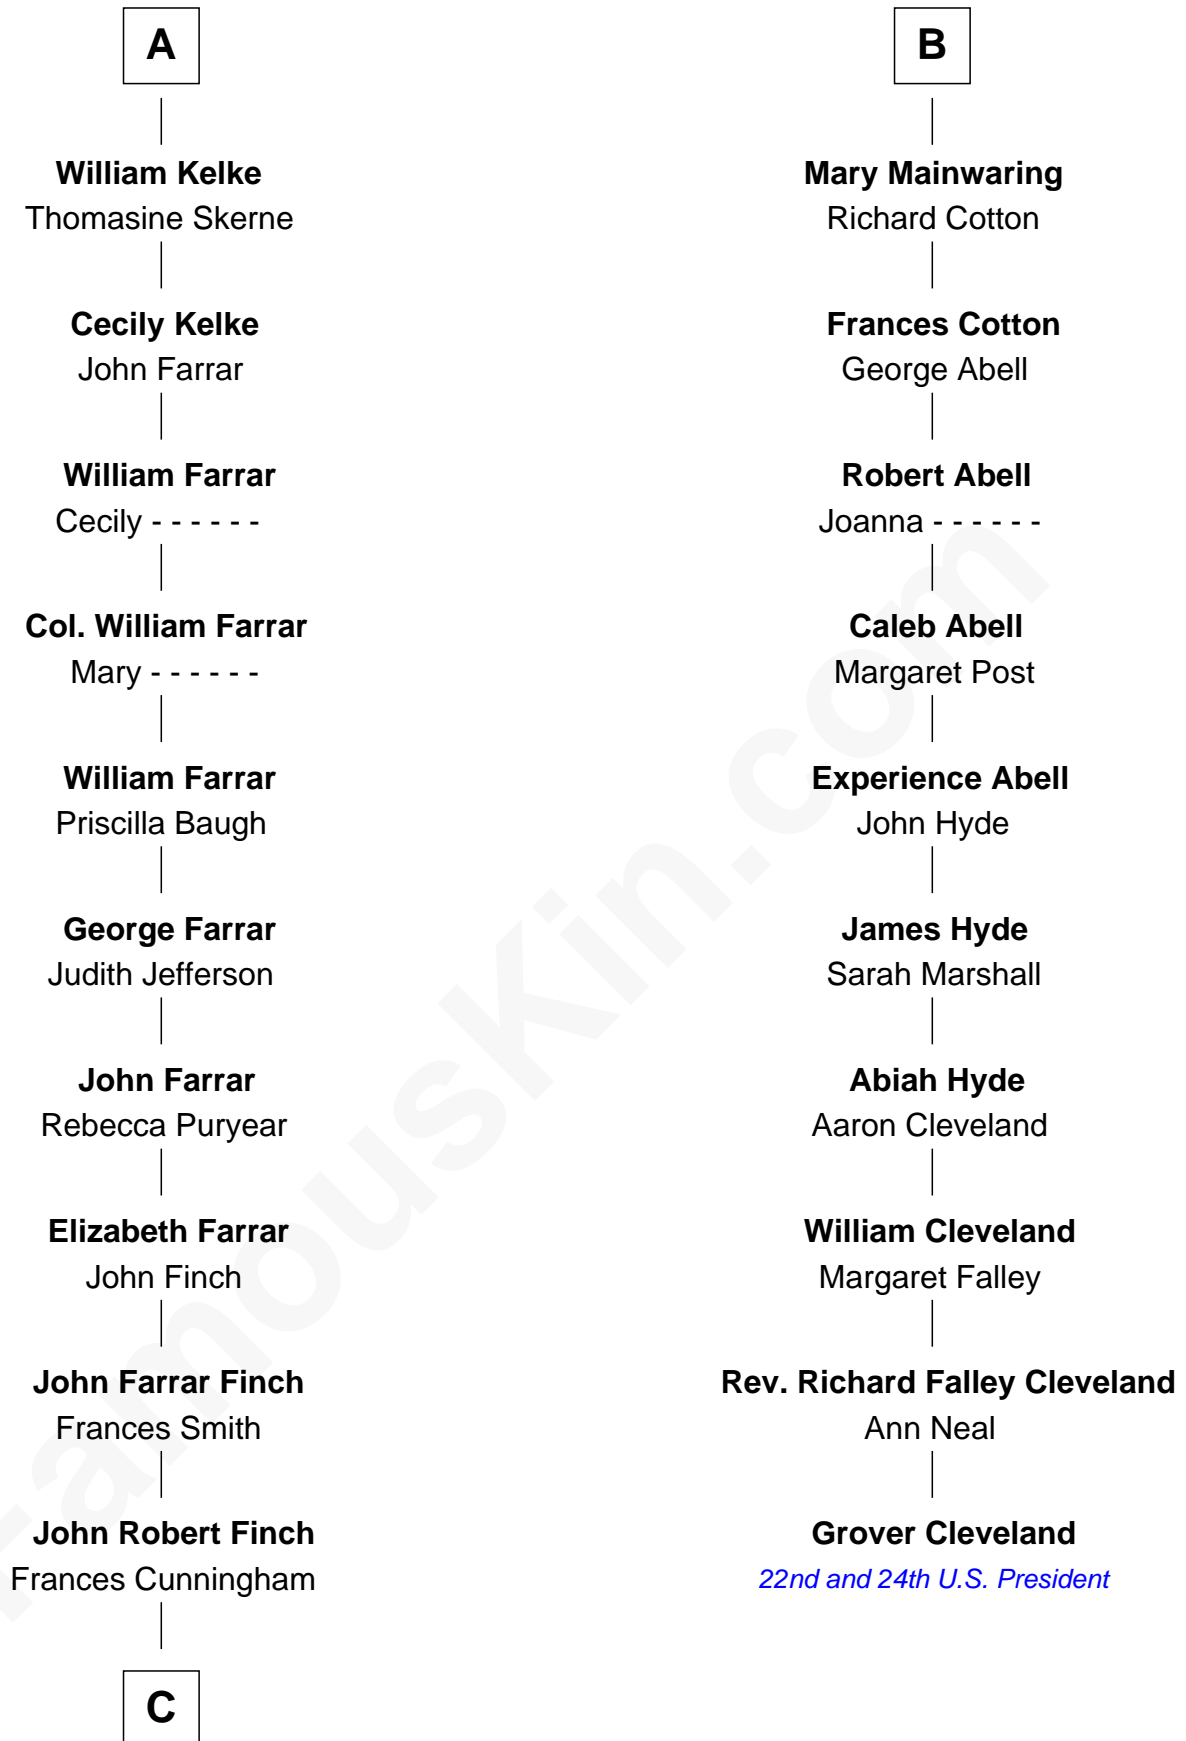 A
William Kelke
Thomasine Skerne
Cecily Kelke
John Farrar
William Farrar
Cecily - - - - - -
Col. William Farrar
Mary - - - - - -
William Farrar
Priscilla Baugh
George Farrar
Judith Jefferson
John Farrar
Rebecca Puryear
Elizabeth Farrar
John Finch
John Farrar Finch
Frances Smith
John Robert Finch
Frances Cunningham
C
B
Mary Mainwaring
Richard Cotton
Frances Cotton
George Abell
Robert Abell
Joanna - - - - - -
Caleb Abell
Margaret Post
Experience Abell
John Hyde
James Hyde
Sarah Marshall
Abiah Hyde
Aaron Cleveland
William Cleveland
Margaret Falley
Rev. Richard Falley Cleveland
Ann Neal
Grover Cleveland
22nd and 24th U.S. President
FamousKin.com